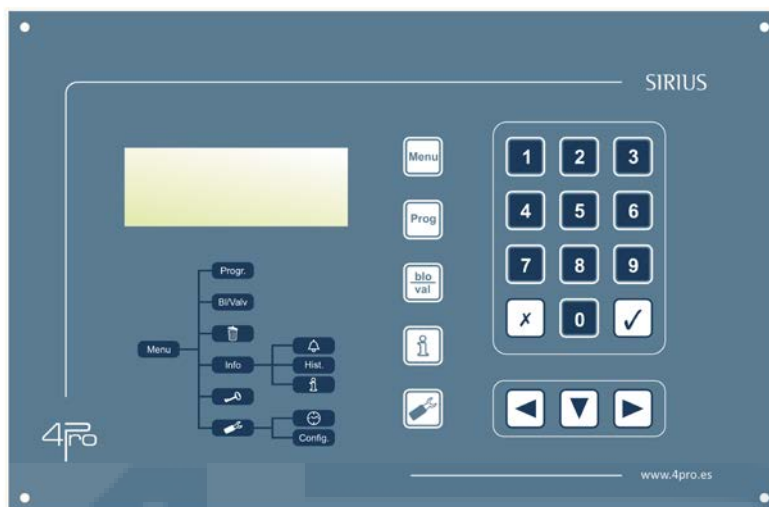 SIRIUS
Menu
Prog
blo
val
1 2 3
4 5 6
7 8 9
✗ 0 ✓
Progr.
Bl/Valv
Menu
Info
Hist.
Config.
4Pro
www.4pro.es